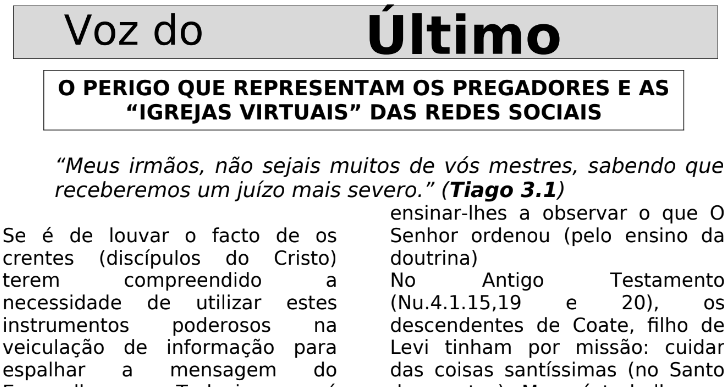 Voz do Último
O PERIGO QUE REPRESENTAM OS PREGADORES E AS
“IGREJAS VIRTUAIS” DAS REDES SOCIAIS
“Meus irmãos, não sejais muitos de vós mestres, sabendo que
receberemos um juízo mais severo.” (Tiago 3.1)
Se é de louvar o facto de os
crentes (discípulos do Cristo)
terem compreendido a
necessidade de utilizar estes
instrumentos poderosos na
veiculação de informação para
espalhar a mensagem do
ensinar-lhes a observar o que O
Senhor ordenou (pelo ensino da
doutrina)
No Antigo Testamento
(Nu.4.1.15,19 e 20), os
descendentes de Coate, filho de
Levi tinham por missão: cuidar
das coisas santíssimas (no Santo